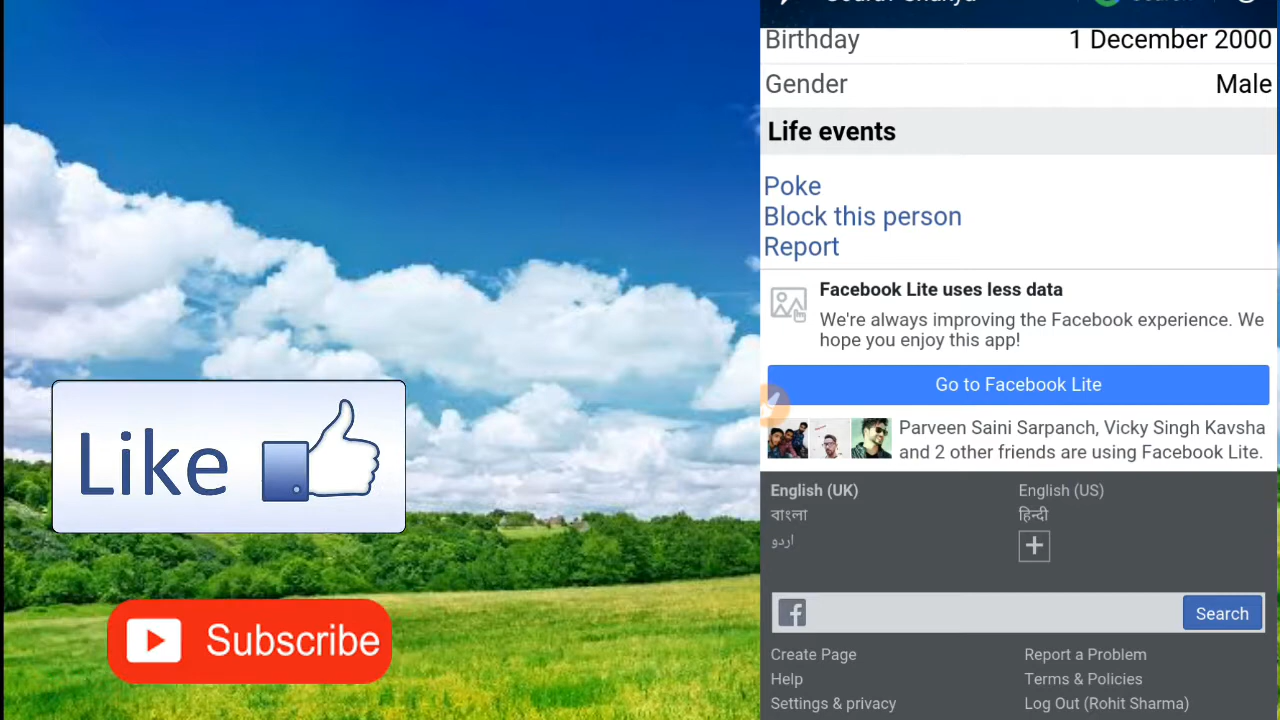 Birthday 1 December 2000
Gender Male
Life events
Poke
Block this person
Report
Facebook Lite uses less data
We're always improving the Facebook experience. We
hope you enjoy this app!
Go to Facebook Lite
Parveen Saini Sarpanch, Vicky Singh Kavsha
and 2 other friends are using Facebook Lite.
English (UK) English (US)
বাংলা हिन्दी
اردو
Search
Create Page Report a Problem
Help Terms & Policies
Settings & privacy Log Out (Rohit Sharma)
Like
Subscribe